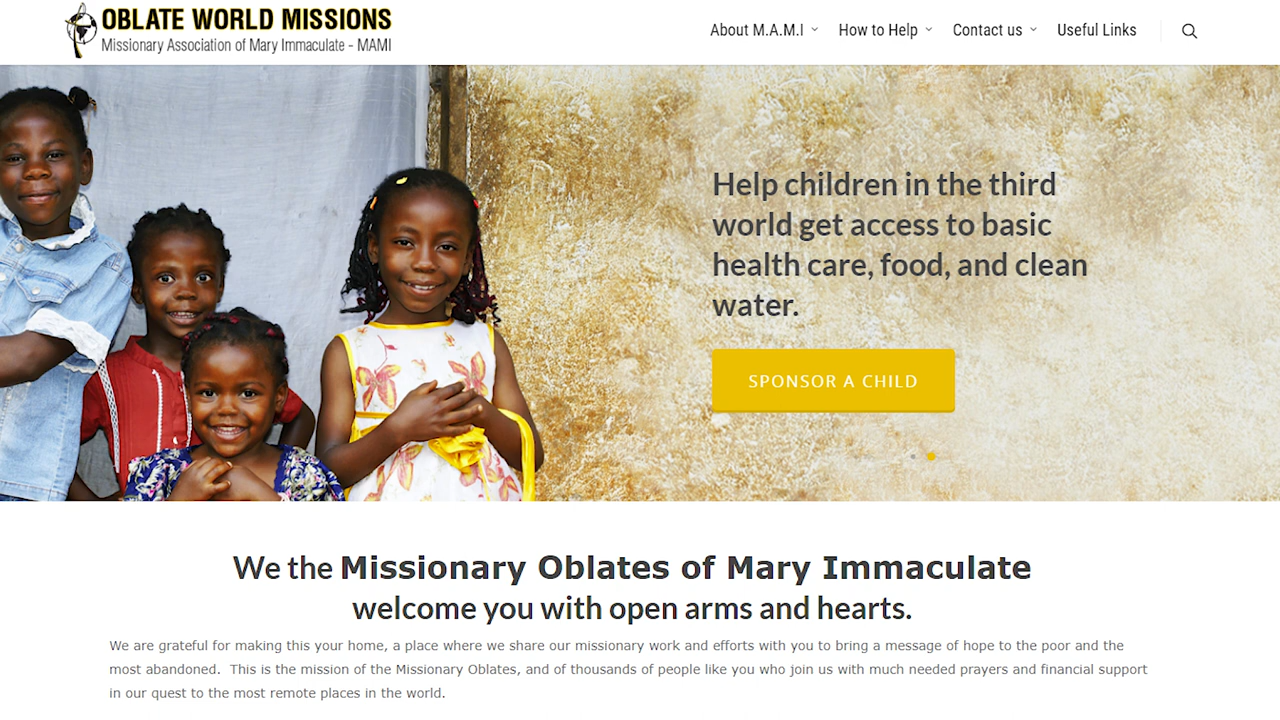 OBLATE WORLD MISSIONS
Missionary Association of Mary Immaculate - MAMI
About M.A.M.I How to Help Contact us Useful Links
Help children in the third
world get access to basic
health care, food, and clean
water.
SPONSOR A CHILD
We the Missionary Oblates of Mary Immaculate
welcome you with open arms and hearts.
We are grateful for making this your home, a place where we share our missionary work and efforts with you to bring a message of hope to the poor and the
most abandoned. This is the mission of the Missionary Oblates, and of thousands of people like you who join us with much needed prayers and financial support
in our quest to the most remote places in the world.